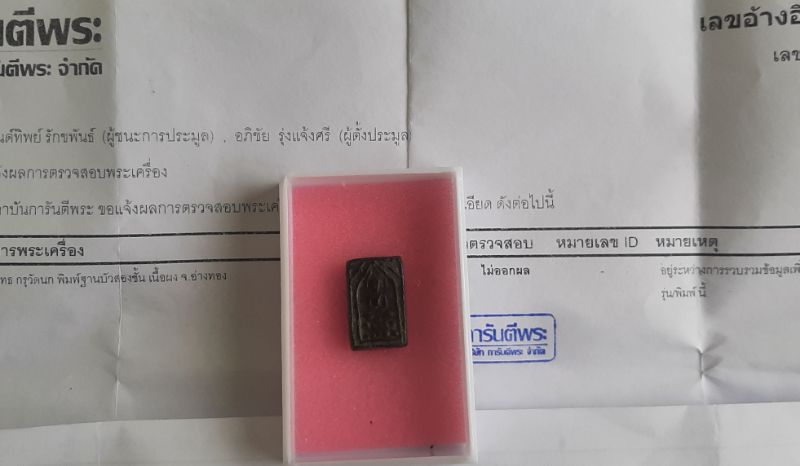 นตีพระ
นตีพระ จำกัด
เลขอ้างอิ
เลข
นต์ทิพย์ รักขพันธ์ (ผู้ชนะการประมูล) , อภิชัย รุ่งแจ้งศรี (ผู้ตั้งประมูล
งผลการตรวจสอบพระเครื่อง
าบันการันตีพระ ขอแจ้งผลการตรวจสอบพระเค เอียด ดังต่อไปนี้
ารพระเครื่อง ตรวจสอบ หมายเลข ID หมายเหตุ
ทธ กรุวัดนก พิมพ์ฐานบัวสองชั้น เนื้อผง จ.อ่างทอง ไม่ออกผล - อยู่ระหว่างการรวบรวมข้อมูลเพิ
รุ่น/พิมพ์ นี้
ารันตีพระ
ษัท การันตีพระ จำกัด